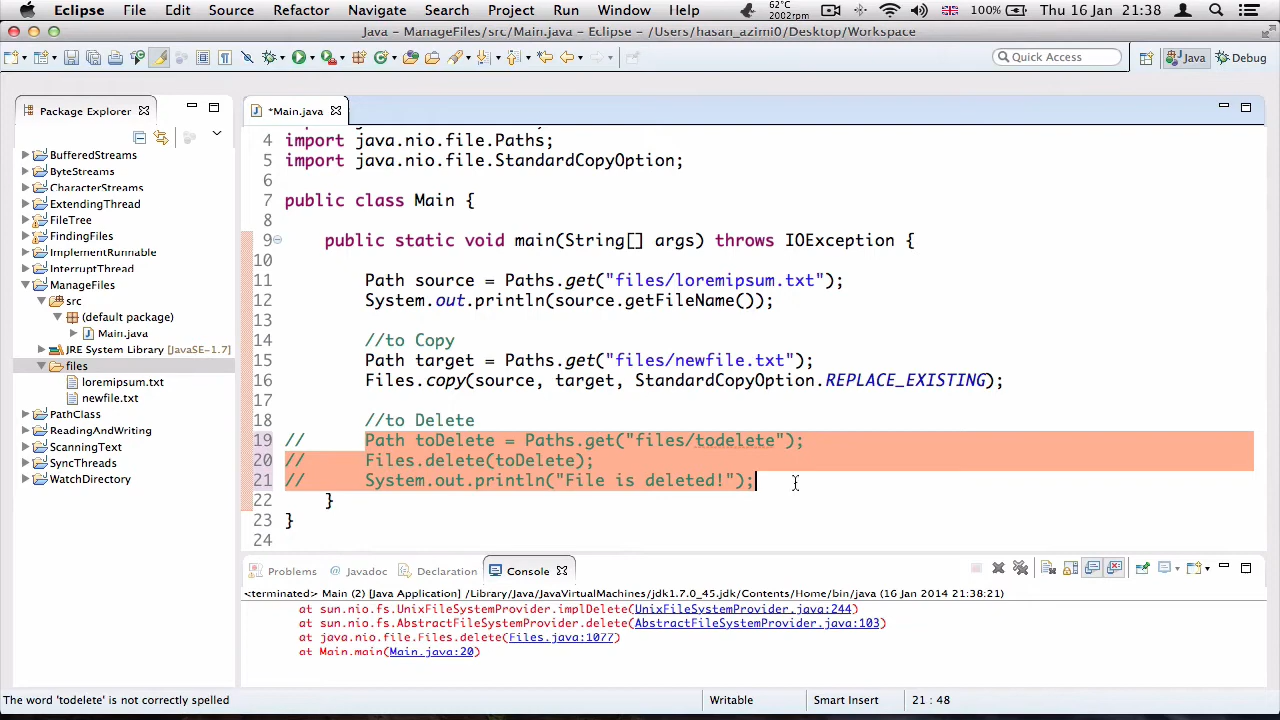 Eclipse File Edit Source Refactor Navigate Search Project Run Window Help 62°C 2002rpm 100% Thu 16 Jan 21:38
Java - ManageFiles/src/Main.java - Eclipse - /Users/hasan_azimi0/Desktop/Workspace
Quick Access Java Debug
Package Explorer
*Main.java
BufferedStreams
ByteStreams
CharacterStreams
ExtendingThread
FileTree
FindingFiles
ImplementRunnable
InterruptThread
ManageFiles
src
(default package)
Main.java
JRE System Library [JavaSE-1.7]
files
loremipsum.txt
newfile.txt
PathClass
ReadingAndWriting
ScanningText
SyncThreads
WatchDirectory
4 import java.nio.file.Paths;
5 import java.nio.file.StandardCopyOption;
6
7 public class Main {
8
9 public static void main(String[] args) throws IOException {
10
11 Path source = Paths.get("files/loremipsum.txt");
12 System.out.println(source.getFileName());
13
14 //to Copy
15 Path target = Paths.get("files/newfile.txt");
16 Files.copy(source, target, StandardCopyOption.REPLACE_EXISTING);
17
18 //to Delete
19 // Path toDelete = Paths.get("files/todelete");
20 // Files.delete(toDelete);
21 // System.out.println("File is deleted!");
22 }
23 }
24
Problems @ Javadoc Declaration Console
<terminated> Main (2) [Java Application] /Library/Java/JavaVirtualMachines/jdk1.7.0_45.jdk/Contents/Home/bin/java (16 Jan 2014 21:38:21)
at sun.nio.fs.UnixFileSystemProvider.implDelete(UnixFileSystemProvider.java:244)
at sun.nio.fs.AbstractFileSystemProvider.delete(AbstractFileSystemProvider.java:103)
at java.nio.file.Files.delete(Files.java:1077)
at Main.main(Main.java:20)
The word 'todelete' is not correctly spelled Writable Smart Insert 21 : 48